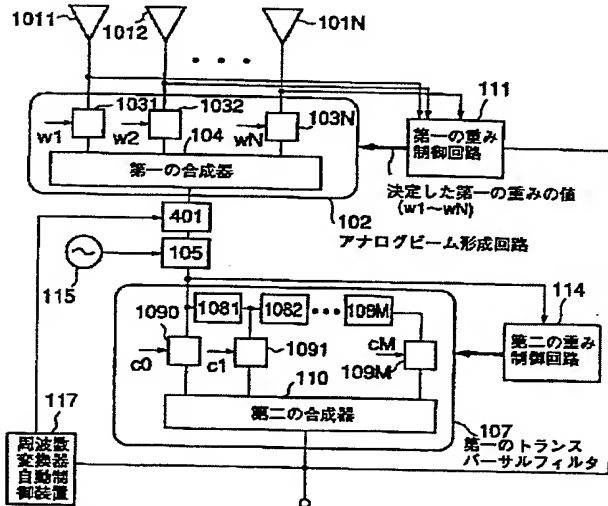 1011
1012
101N
1031
1032
103N
104
w1
w2
wN
第一の合成器
111
第一の重み
制御回路
決定した第一の重みの値
(w1~wN)
102
アナログビーム形成回路
401
105
115
1090
1081
1082
108M
114
第二の重み
制御回路
c0
c1
1091
cM
109M
110
第二の合成器
117
周波数
変換器
自動制
御装置
107
第一のトランス
バーサルフィルタ